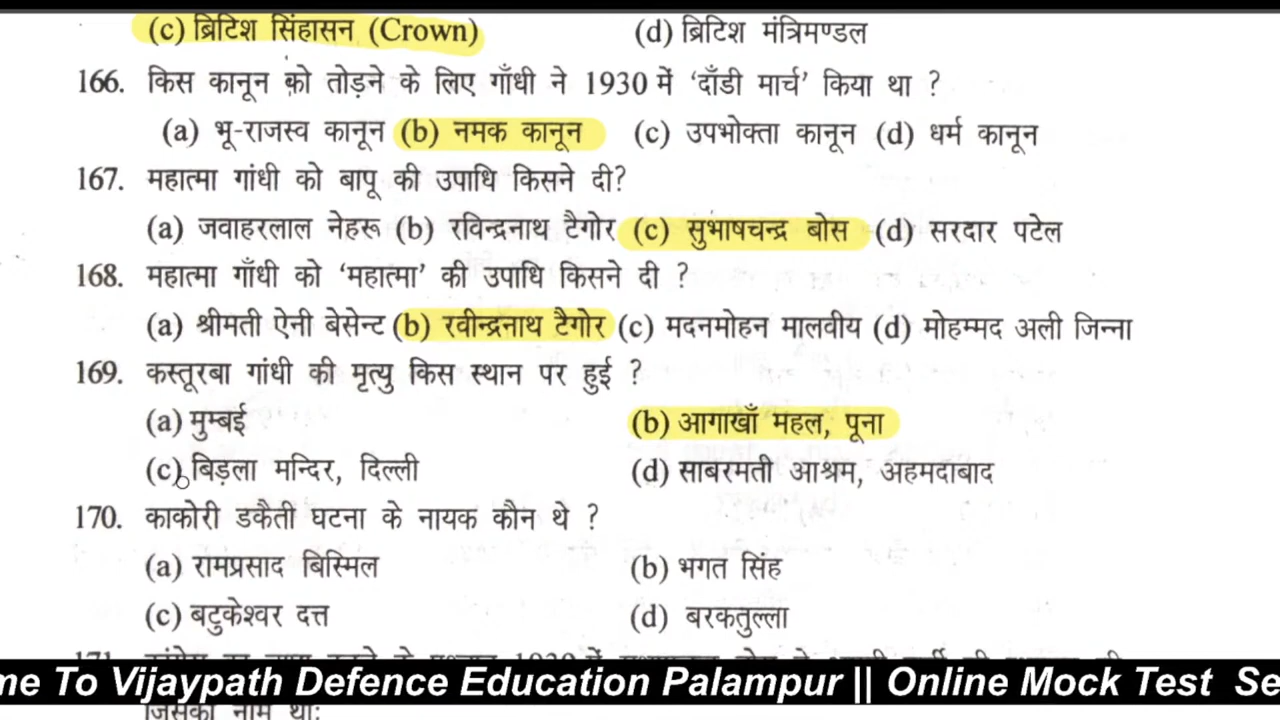 (c) ब्रिटिश सिंहासन (Crown) (d) ब्रिटिश मंत्रिमण्डल
166. किस कानून को तोड़ने के लिए गाँधी ने 1930 में ‘दाँडी मार्च’ किया था ?
(a) भू-राजस्व कानून (b) नमक कानून (c) उपभोक्ता कानून (d) धर्म कानून
167. महात्मा गांधी को बापू की उपाधि किसने दी?
(a) जवाहरलाल नेहरू (b) रविन्द्रनाथ टैगोर (c) सुभाषचन्द्र बोस (d) सरदार पटेल
168. महात्मा गाँधी को ‘महात्मा’ की उपाधि किसने दी ?
(a) श्रीमती ऐनी बेसेन्ट (b) रवीन्द्रनाथ टैगोर (c) मदनमोहन मालवीय (d) मोहम्मद अली जिन्ना
169. कस्तूरबा गांधी की मृत्यु किस स्थान पर हुई ?
(a) मुम्बई (b) आगाखाँ महल, पूना
(c) बिड़ला मन्दिर, दिल्ली (d) साबरमती आश्रम, अहमदाबाद
170. काकोरी डकैती घटना के नायक कौन थे ?
(a) रामप्रसाद बिस्मिल (b) भगत सिंह
(c) बटुकेश्वर दत्त (d) बरकतुल्ला
171.
me To Vijaypath Defence Education Palampur || Online Mock Test Se
जिसका नाम था: